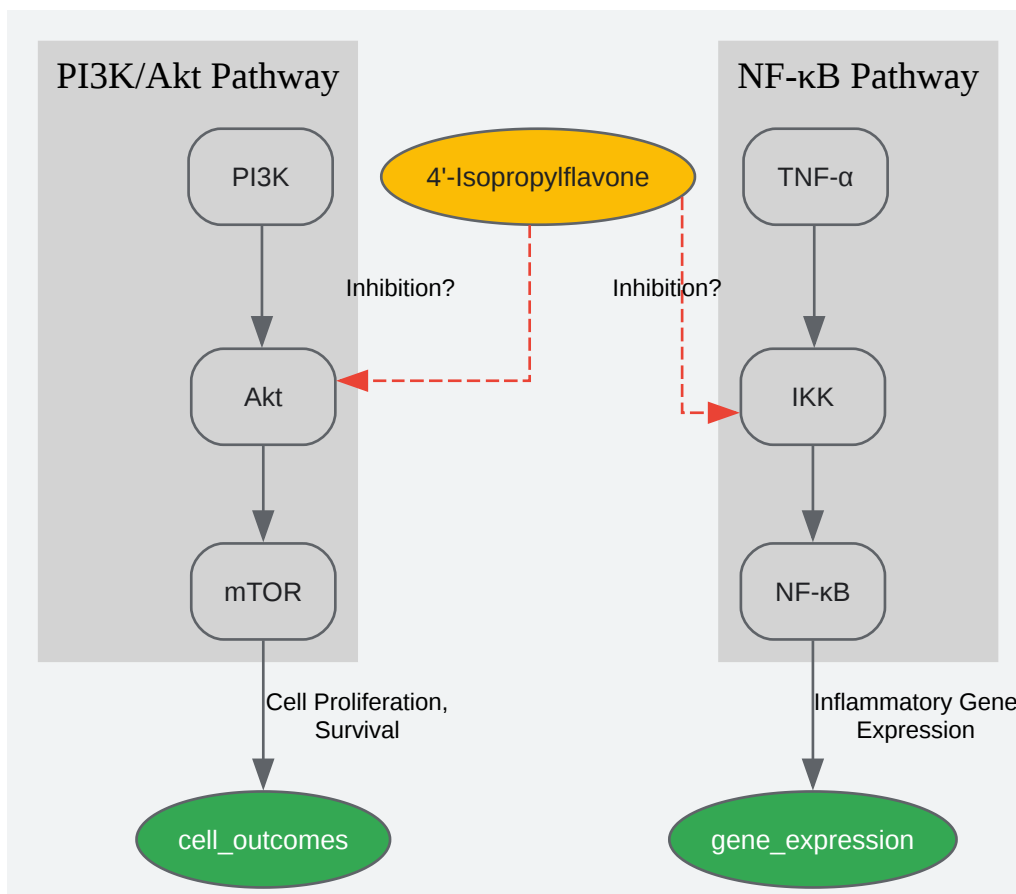 PI3K/Akt Pathway
NF-κB Pathway
PI3K
4'-Isopropylflavone
TNF-α
Inhibition?
Inhibition?
Akt
IKK
mTOR
NF-κB
Cell Proliferation,
Survival
Inflammatory Gene
Expression
cell_outcomes
gene_expression